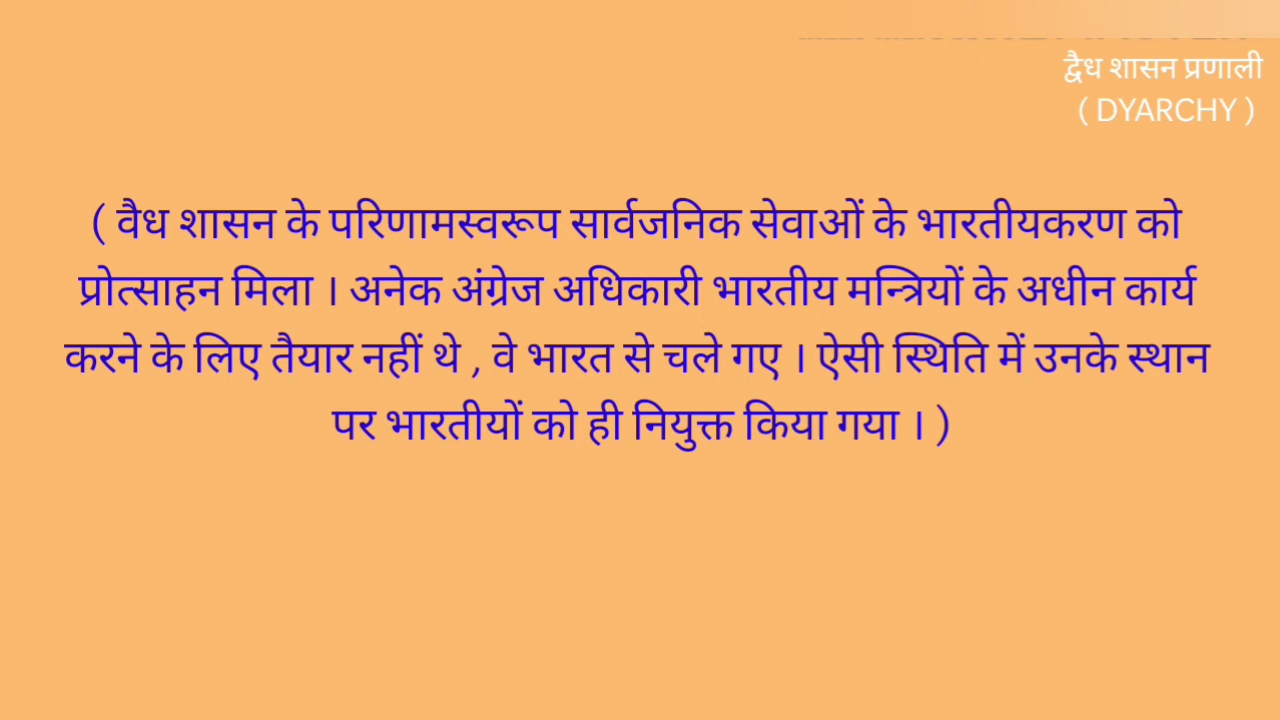 द्वैध शासन प्रणाली
( DYARCHY )
( वैध शासन के परिणामस्वरूप सार्वजनिक सेवाओं के भारतीयकरण को
प्रोत्साहन मिला । अनेक अंग्रेज अधिकारी भारतीय मन्त्रियों के अधीन कार्य
करने के लिए तैयार नहीं थे , वे भारत से चले गए । ऐसी स्थिति में उनके स्थान
पर भारतीयों को ही नियुक्त किया गया । )